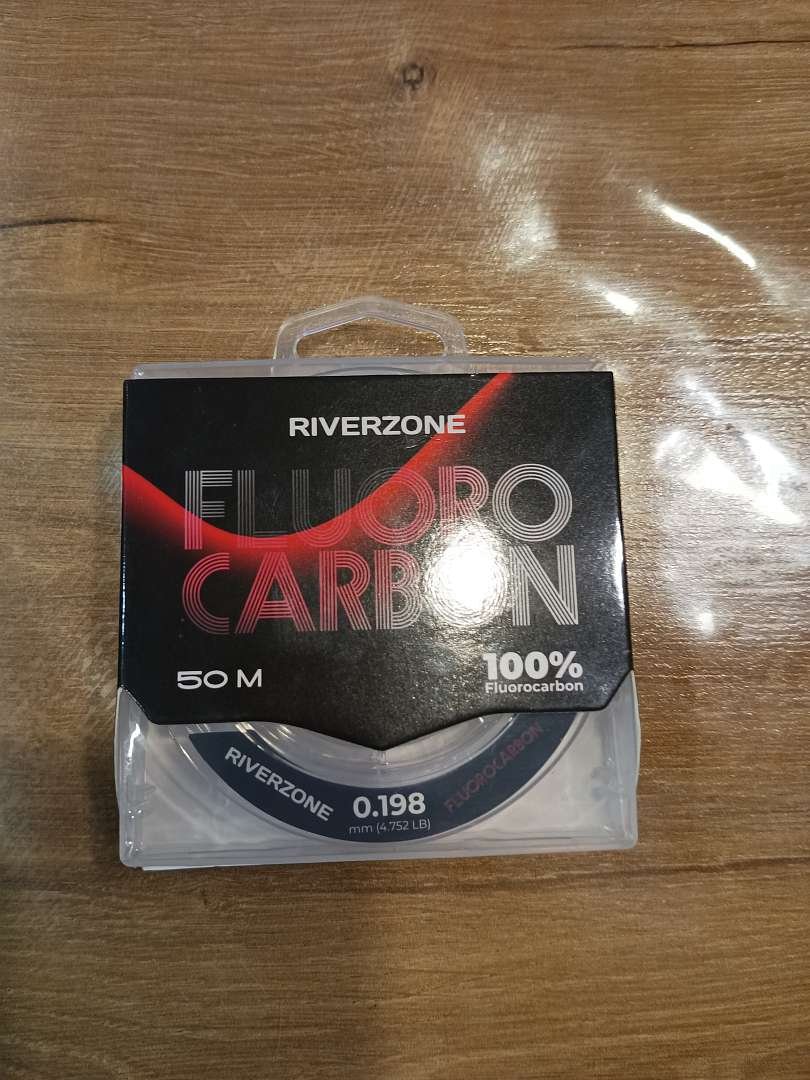 RIVERZONE
FLUORO
CARBON
50 M
100%
Fluorocarbon
RIVERZONE
0.198
mm (4.752 LB)
FLUOROCARBON